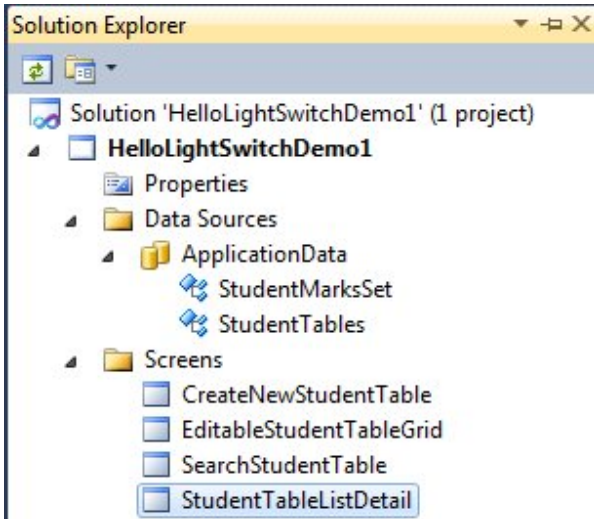 Solution Explorer
Solution 'HelloLightSwitchDemo1' (1 project)
HelloLightSwitchDemo1
Properties
Data Sources
ApplicationData
StudentMarksSet
StudentTables
Screens
CreateNewStudentTable
EditableStudentTableGrid
SearchStudentTable
StudentTableListDetail